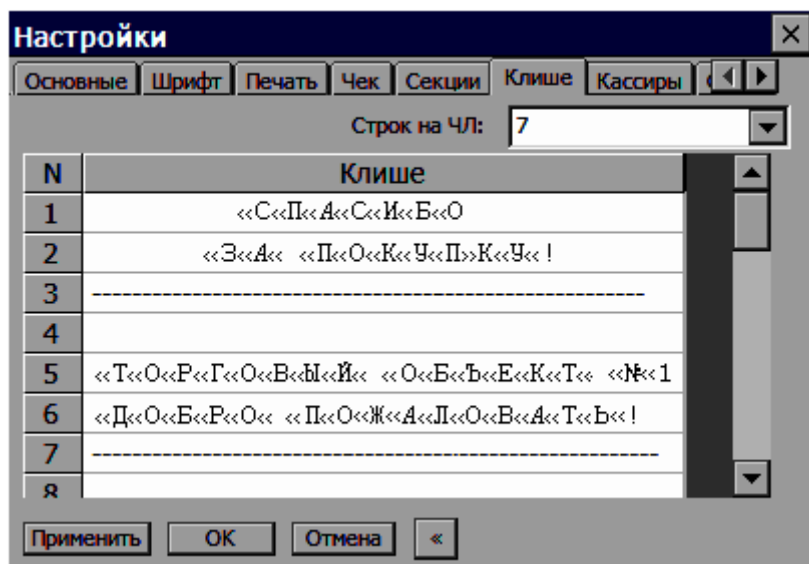 Настройки
Основные Шрифт Печать Чек Секции Клише Кассиры
Строк на ЧЛ: 7
N Клише
1 ««С««П««А««С««И««Б««О
2 ««З««А«« ««П««О««К««У««П»»К««У««!
3 -------------------------------------------------------
4
5 ««Т««О««Р««Г««О««В««Ы««Й«« ««О««Б««Ъ««Е««К««Т«« ««№««1
6 ««Д««О««Б««Р««О«« ««П««О««Ж««А««Л««О««В««А««Т««Ь««!
7 --------------------------------------------------------
8
Применить ОК Отмена «